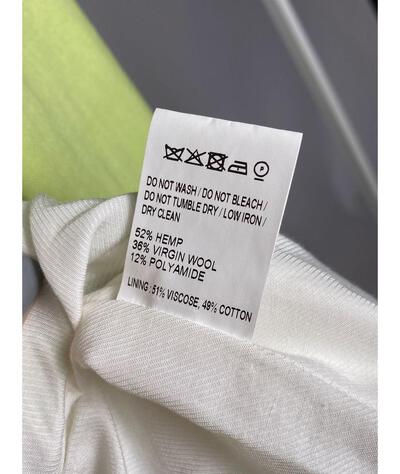 DO NOT WASH / DO NOT BLEACH /
DO NOT TUMBLE DRY / LOW IRON /
DRY CLEAN
52% HEMP
36% VIRGIN WOOL
12% POLYAMIDE
LINING : 51% VISCOSE, 49% COTTON